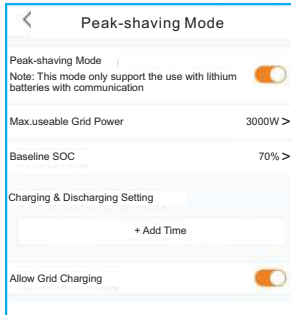 Peak-shaving Mode
Peak-shaving Mode
Note: This mode only support the use with lithium
batteries with communication
Max.useable Grid Power 3000W >
Baseline SOC 70% >
Charging & Discharging Setting
+ Add Time
Allow Grid Charging